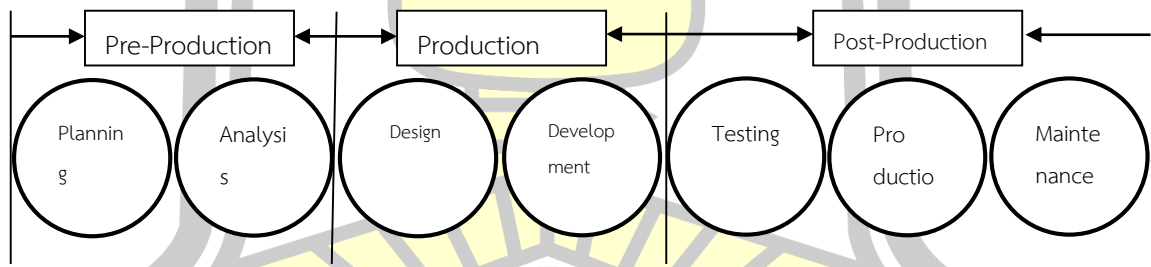 Pre-Production
Production
Post-Production
Plannin
g
Analysi
s
Design
Develop
ment
Testing
Pro
ductio
Mainte
nance